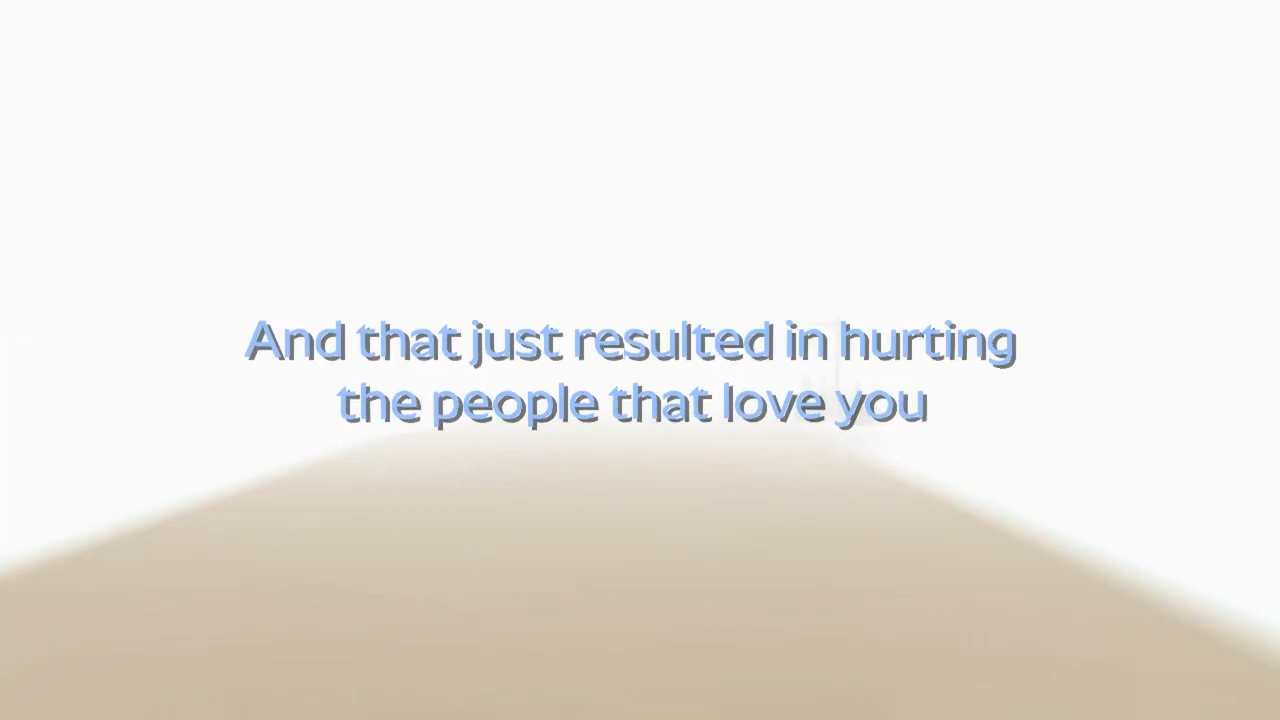 And that just resulted in hurting
the people that love you